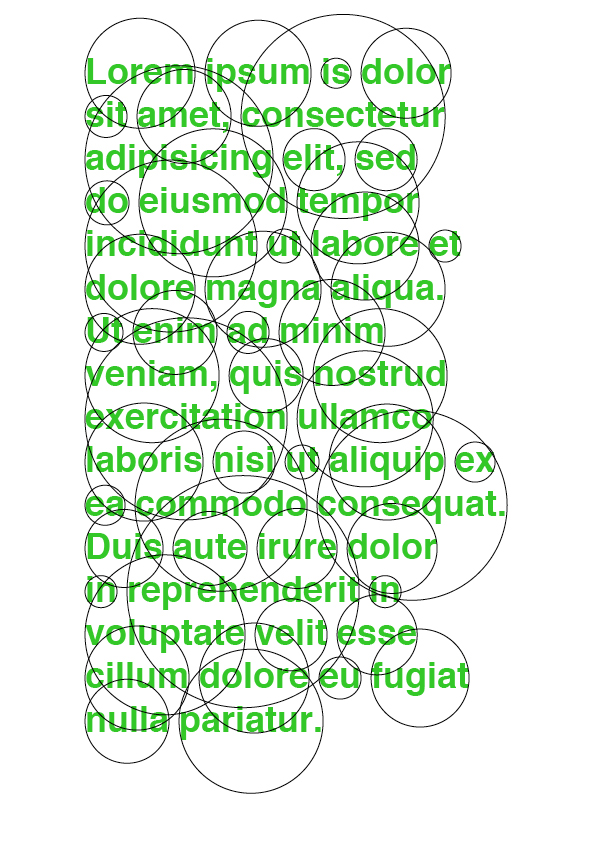 Lorem ipsum is dolor
sit amet, consectetur
adipisicing elit, sed
do eiusmod tempor
incididunt ut labore et
dolore magna aliqua.
Ut enim ad minim
veniam, quis nostrud
exercitation ullamco
laboris nisi ut aliquip ex
ea commodo consequat.
Duis aute irure dolor
in reprehenderit in
voluptate velit esse
cillum dolore eu fugiat
nulla pariatur.